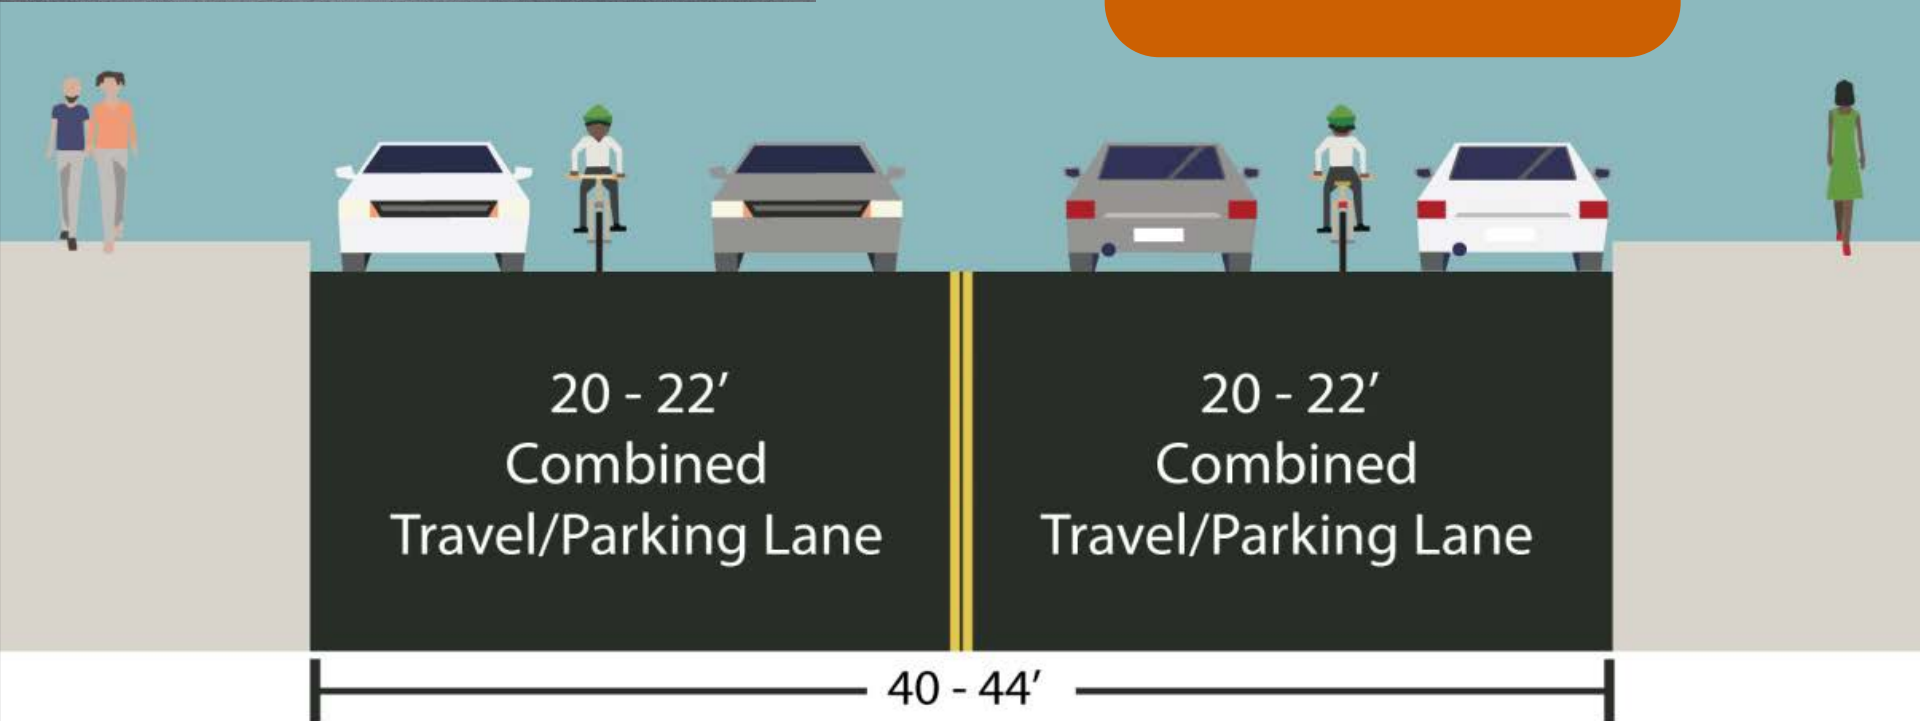 20 - 22’
Combined
Travel/Parking Lane
20 - 22’
Combined
Travel/Parking Lane
40 - 44’